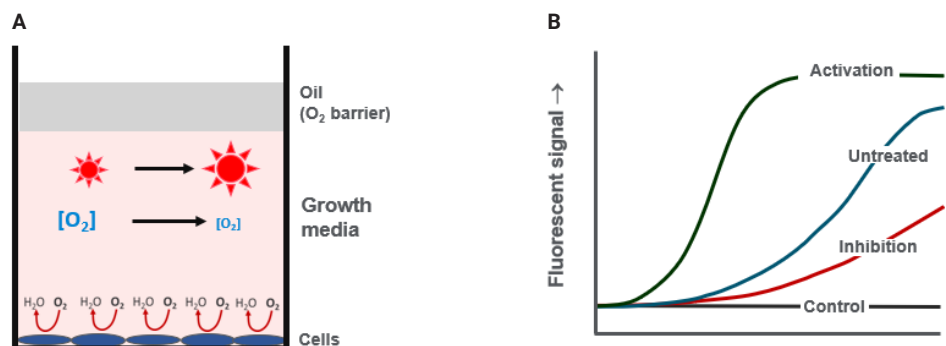 A
Oil
(O₂ barrier)
[O₂]
[O₂]
Growth
media
H₂O O₂ H₂O O₂ H₂O O₂ H₂O O₂ H₂O O₂
Cells
B
Fluorescent signal →
Activation
Untreated
Inhibition
Control